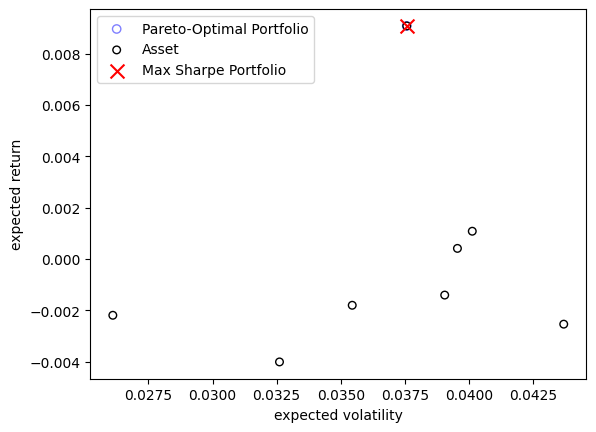 Pareto-Optimal Portfolio
Asset
Max Sharpe Portfolio
expected return
0.008
0.006
0.004
0.002
0.000
−0.002
−0.004
0.0275 0.0300 0.0325 0.0350 0.0375 0.0400 0.0425
expected volatility